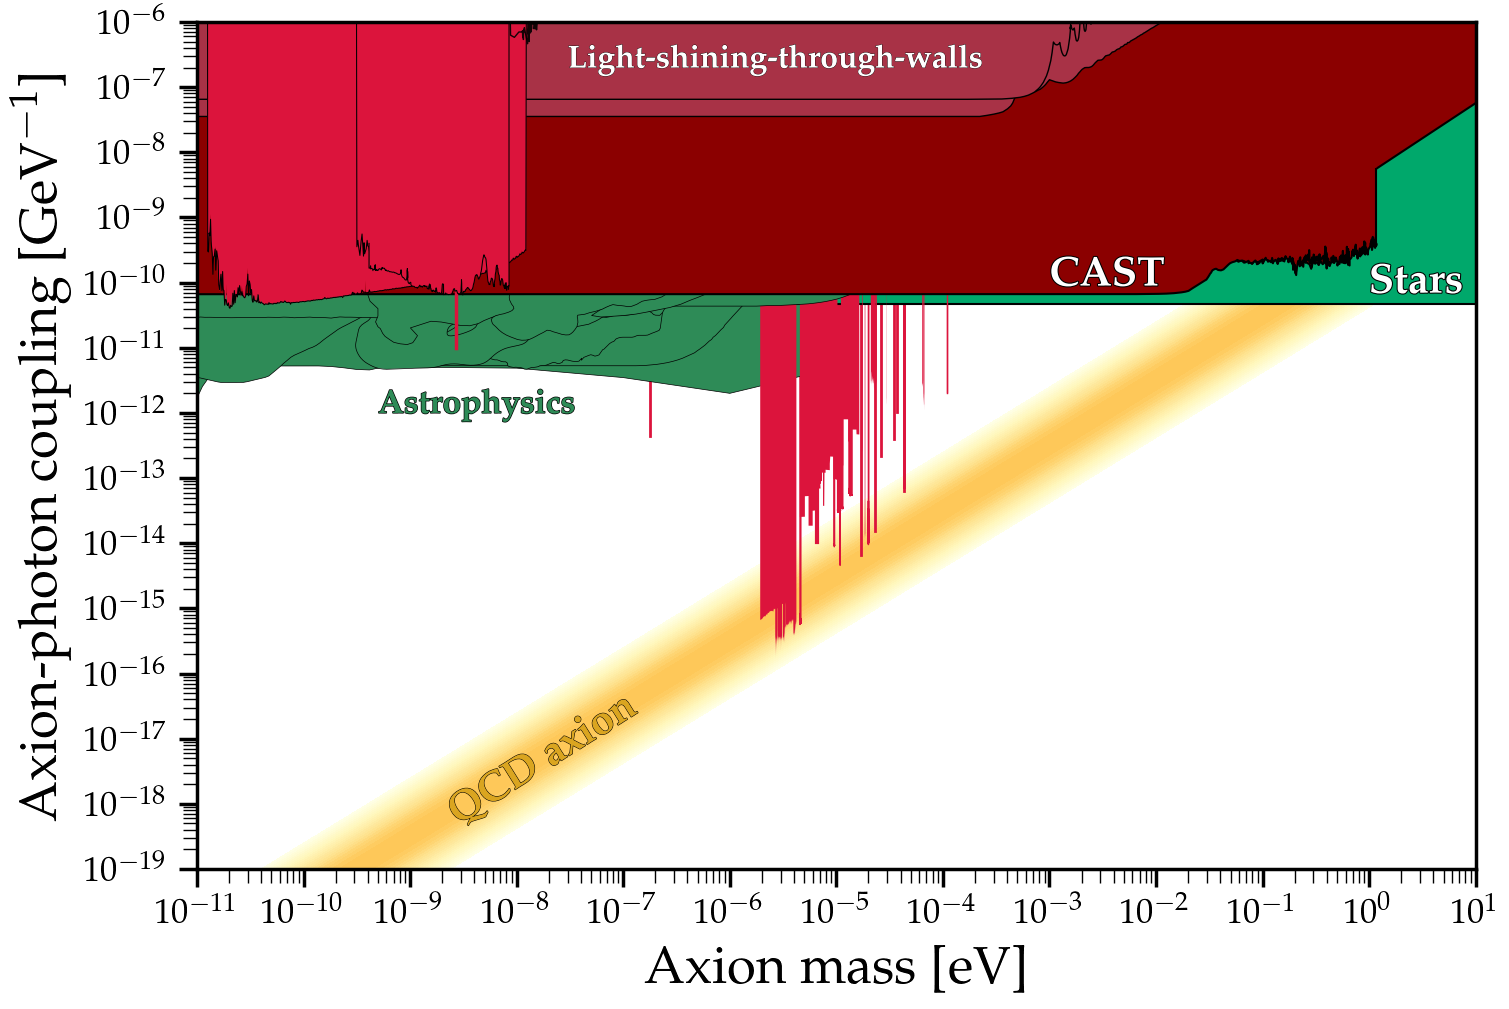 Axion-photon coupling [GeV⁻¹]
10⁻⁶
10⁻⁷
10⁻⁸
10⁻⁹
10⁻¹⁰
10⁻¹¹
10⁻¹²
10⁻¹³
10⁻¹⁴
10⁻¹⁵
10⁻¹⁶
10⁻¹⁷
10⁻¹⁸
10⁻¹⁹
Light-shining-through-walls
CAST
Stars
Astrophysics
QCD axion
10⁻¹¹ 10⁻¹⁰ 10⁻⁹ 10⁻⁸ 10⁻⁷ 10⁻⁶ 10⁻⁵ 10⁻⁴ 10⁻³ 10⁻² 10⁻¹ 10⁰ 10¹
Axion mass [eV]